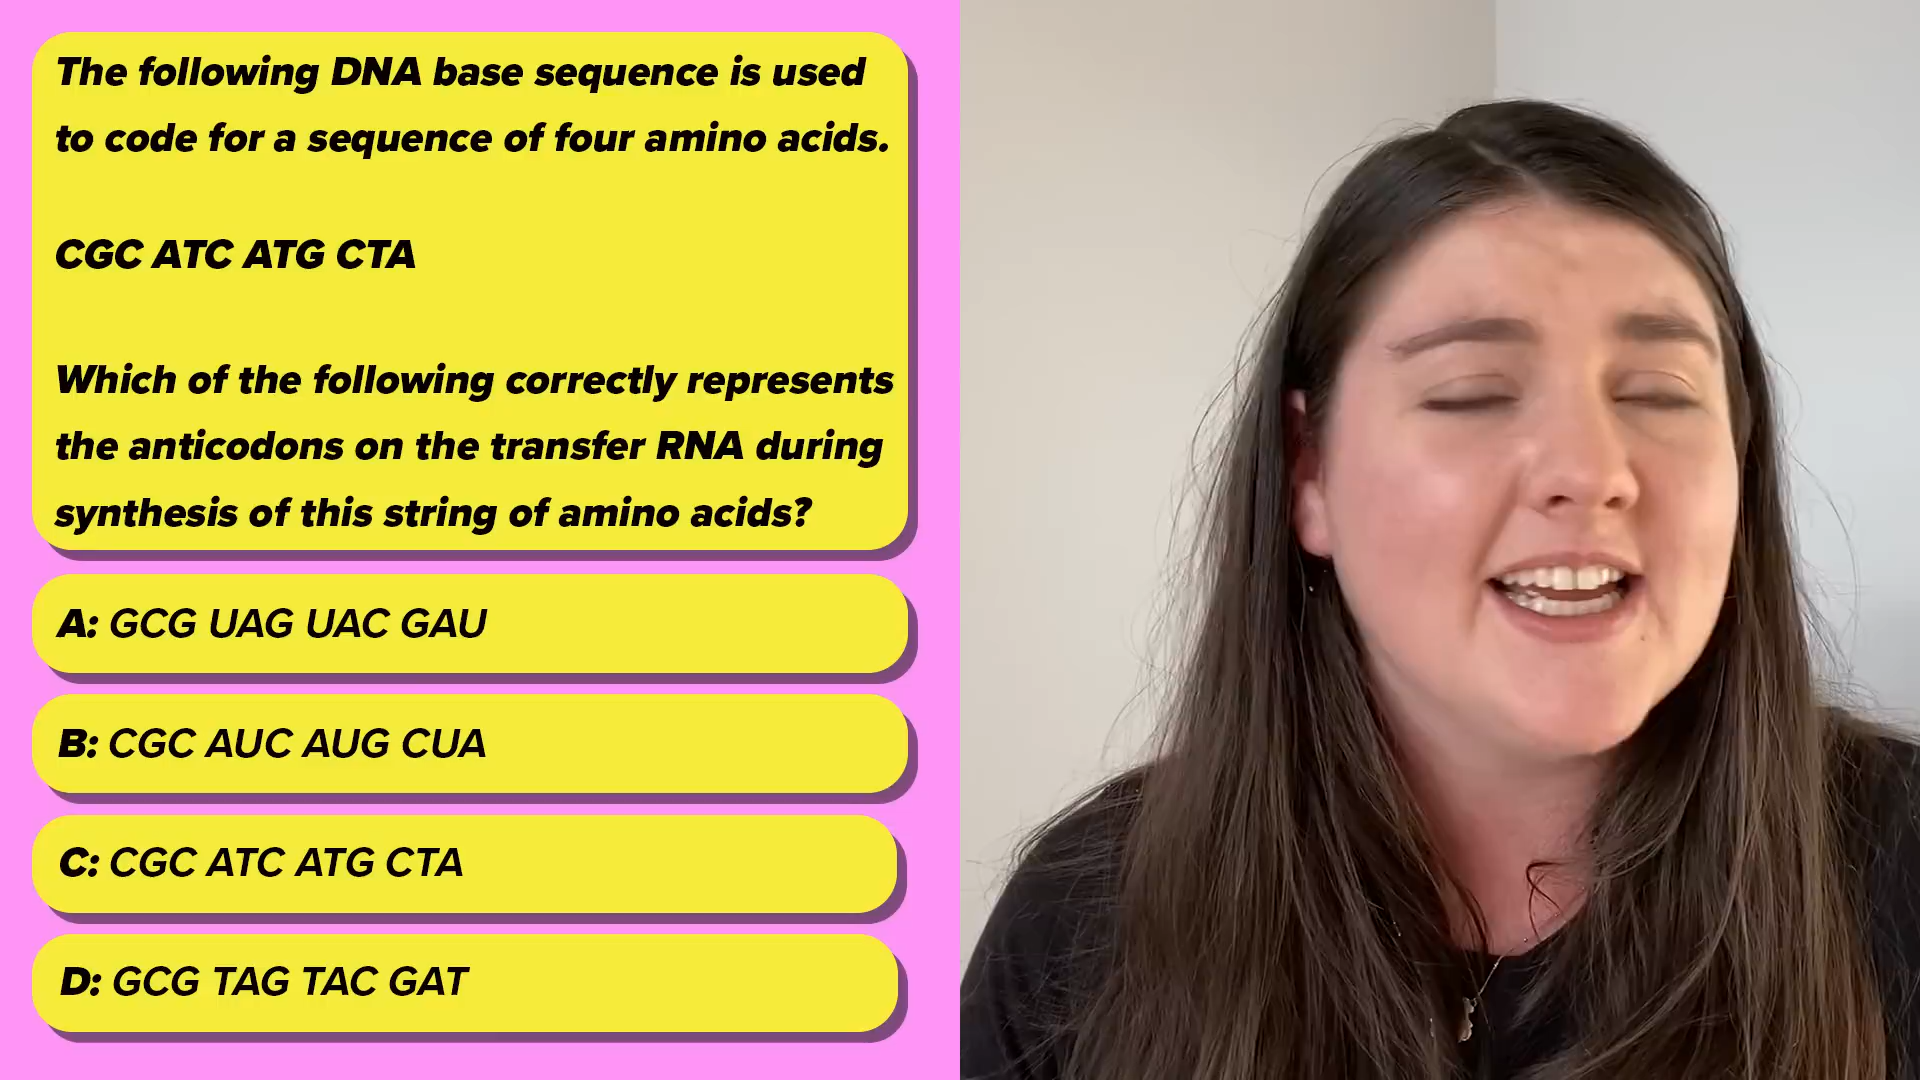 The following DNA base sequence is used
to code for a sequence of four amino acids.
CGC ATC ATG CTA
Which of the following correctly represents
the anticodons on the transfer RNA during
synthesis of this string of amino acids?
A: GCG UAG UAC GAU
B: CGC AUC AUG CUA
C: CGC ATC ATG CTA
D: GCG TAG TAC GAT